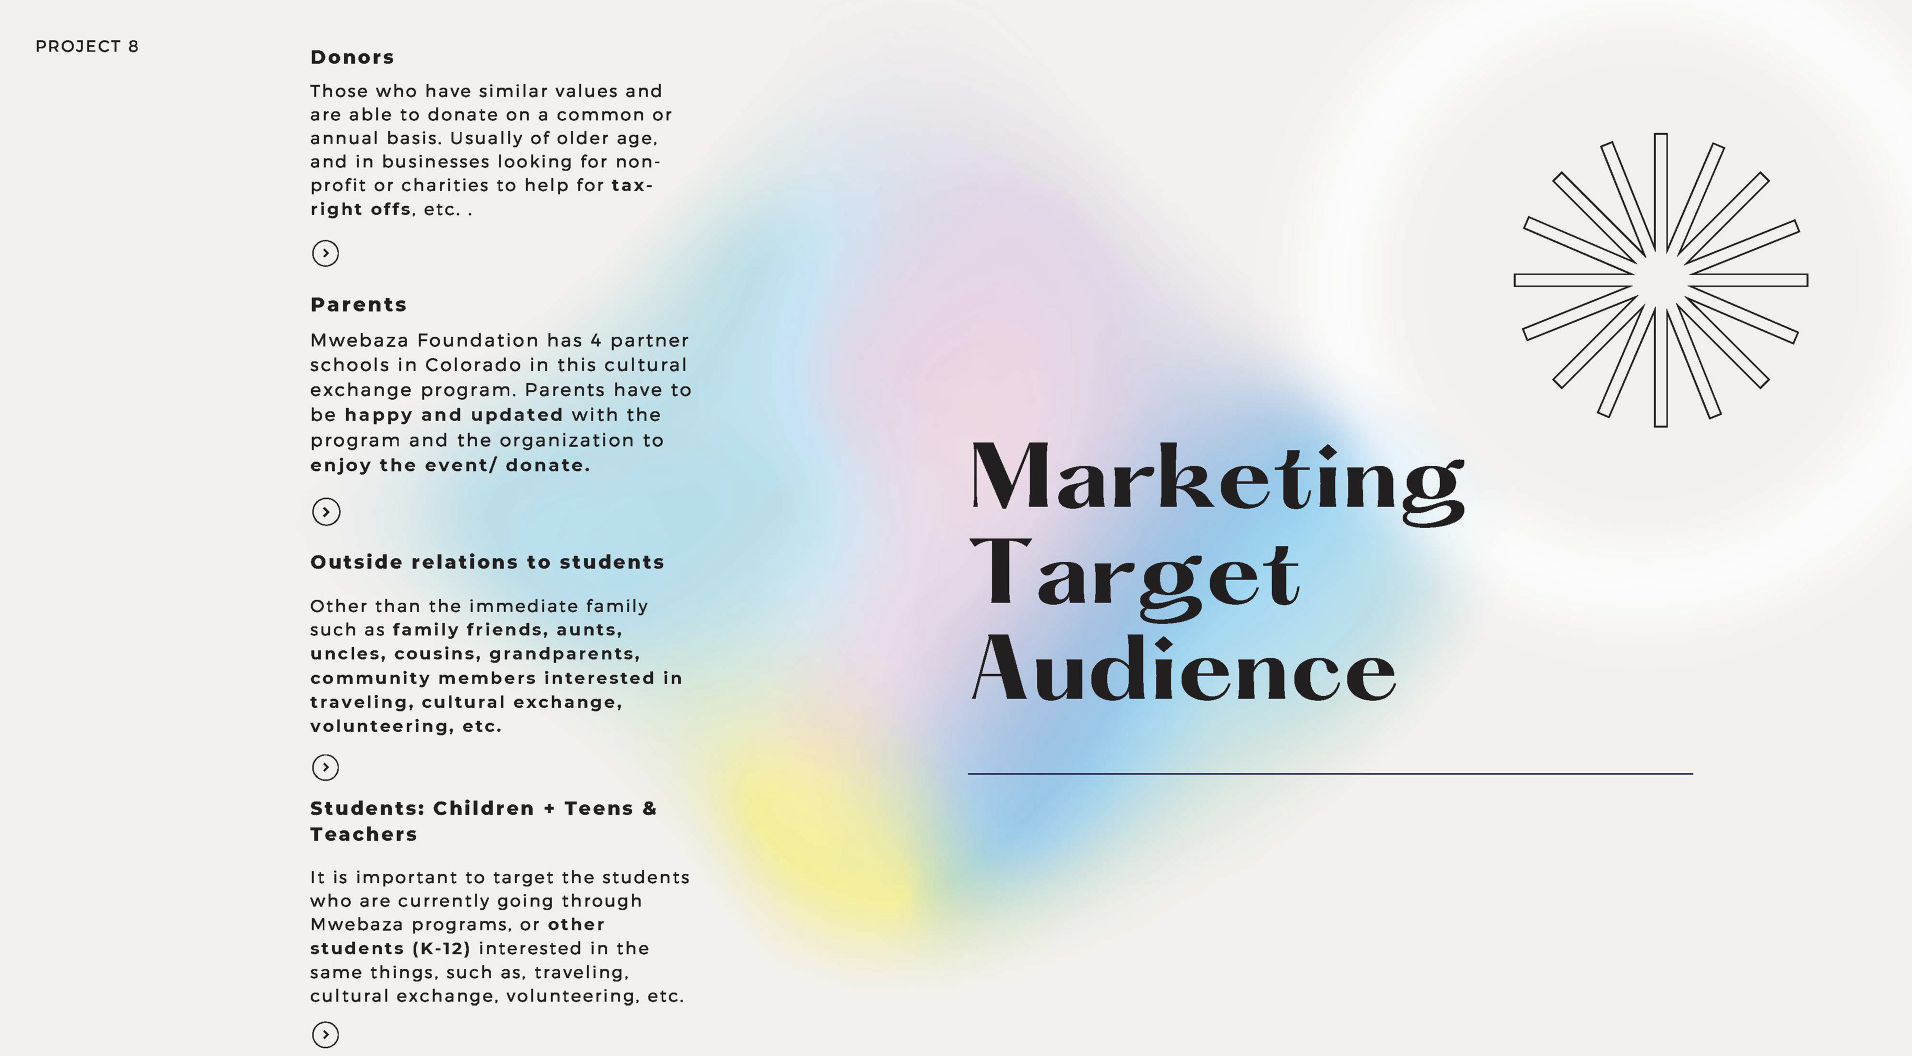 PROJECT 8
Donors
Those who have similar values and
are able to donate on a common or
annual basis. Usually of older age,
and in businesses looking for non-
profit or charities to help for tax-
right offs, etc. .
Parents
Mwebaza Foundation has 4 partner
schools in Colorado in this cultural
exchange program. Parents have to
be happy and updated with the
program and the organization to
enjoy the event/ donate.
Outside relations to students
Other than the immediate family
such as family friends, aunts,
uncles, cousins, grandparents,
community members interested in
traveling, cultural exchange,
volunteering, etc.
Students: Children + Teens &
Teachers
It is important to target the students
who are currently going through
Mwebaza programs, or other
students (K-12) interested in the
same things, such as, traveling,
cultural exchange, volunteering, etc.
Marketing
Target
Audience